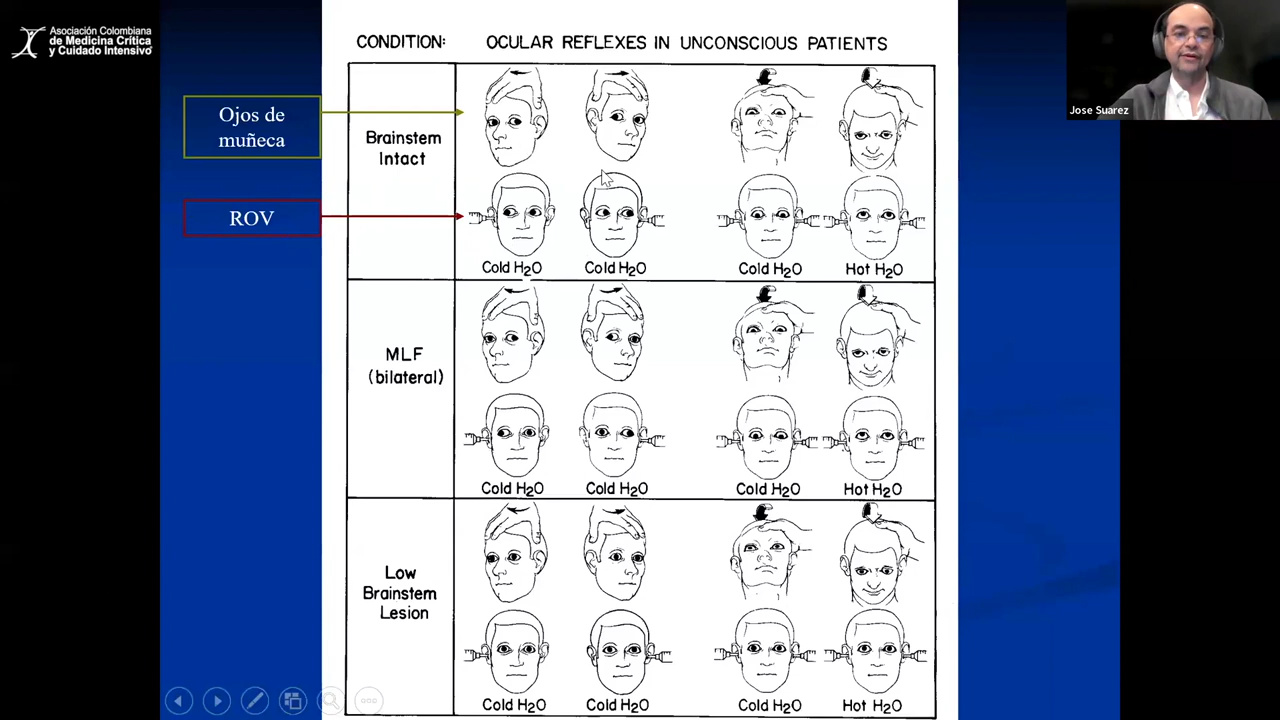 Asociación Colombiana
de Medicina Crítica
y Cuidado Intensivo
Jose Suarez
CONDITION: OCULAR REFLEXES IN UNCONSCIOUS PATIENTS
Ojos de
muñeca
ROV
Brainstem
Intact
Cold H2O Cold H2O Cold H2O Hot H2O
MLF
(bilateral)
Cold H2O Cold H2O Cold H2O Hot H2O
Low
Brainstem
Lesion
Cold H2O Cold H2O Cold H2O Hot H2O